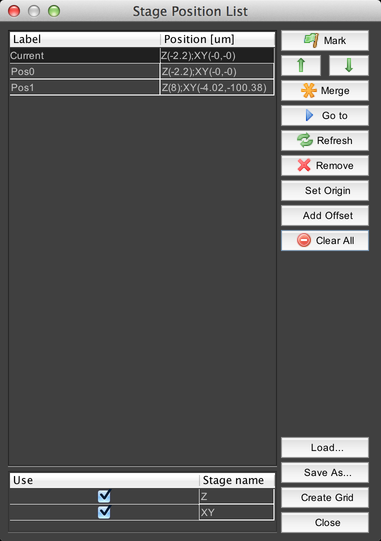 Stage Position List
Label Position [um]
Current Z(-2.2);XY(-0,-0)
Pos0 Z(-2.2);XY(-0,-0)
Pos1 Z(8);XY(-4.02,-100.38)
Mark
Merge
Go to
Refresh
Remove
Set Origin
Add Offset
Clear All
Load...
Save As...
Create Grid
Close
Use Stage name
Z
XY